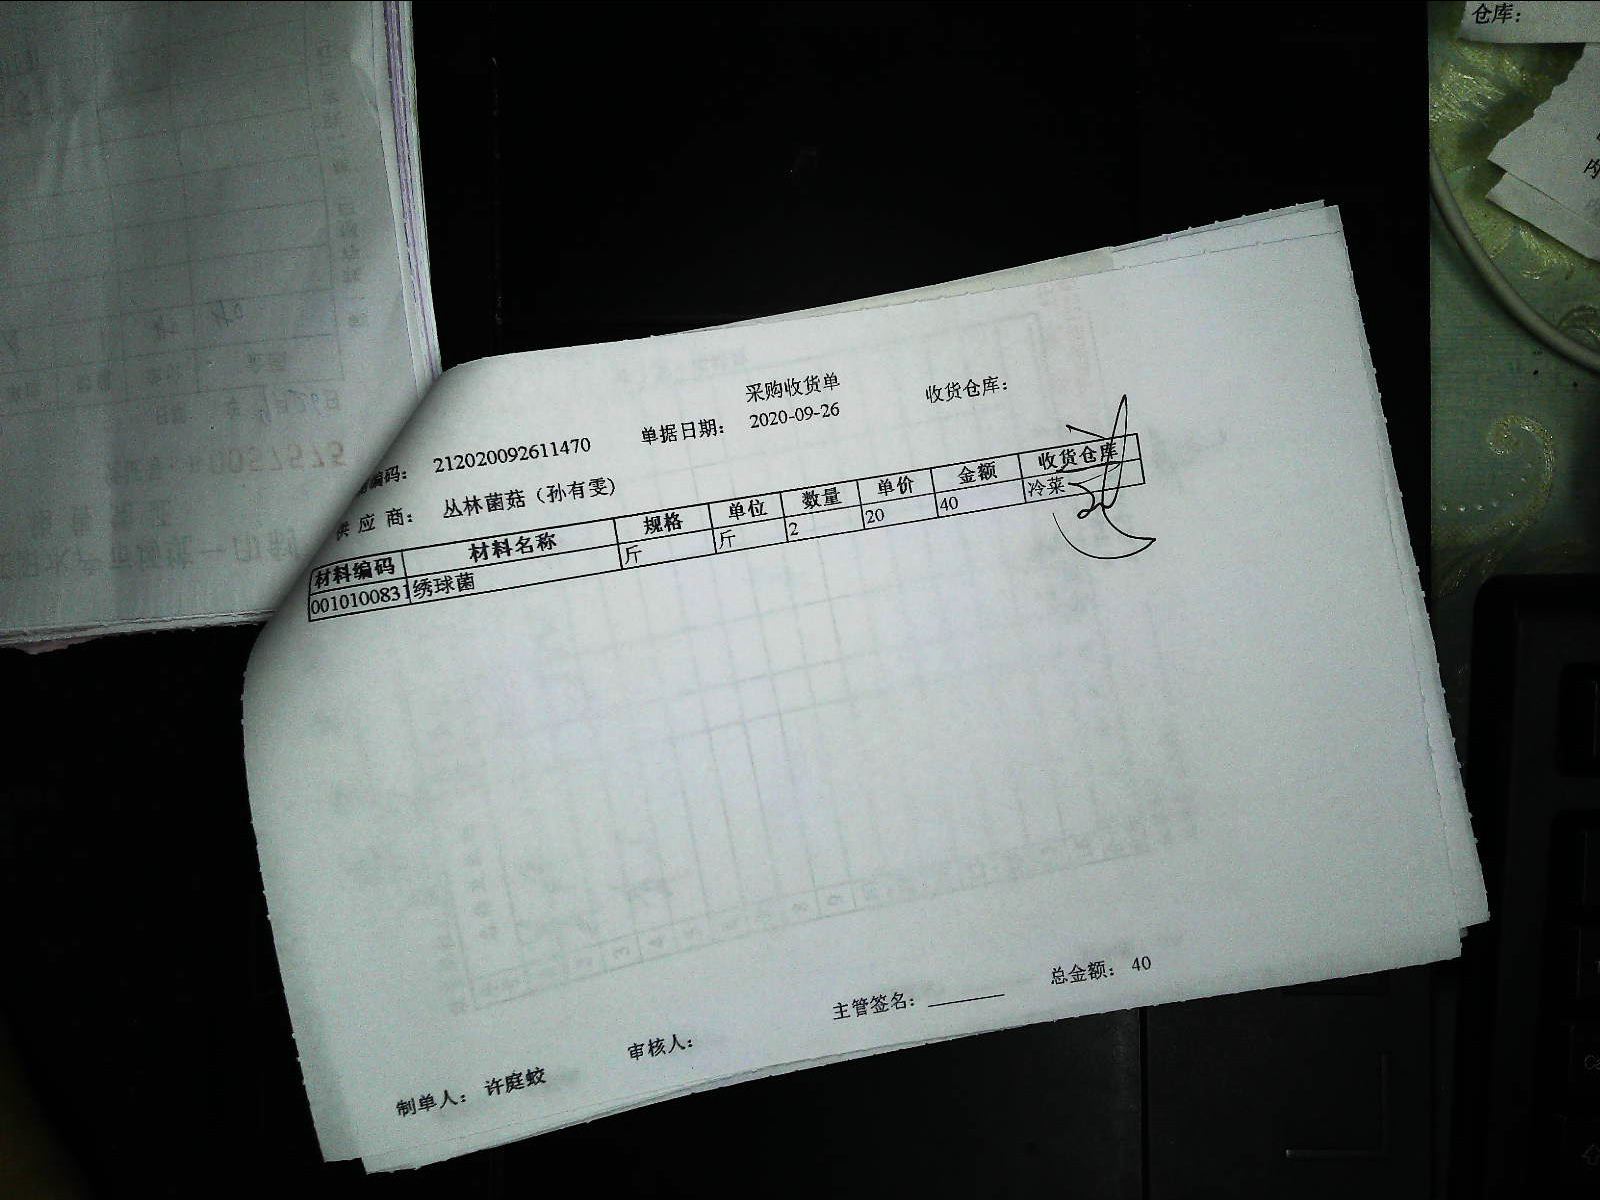 仓库：
采购收货单
编码： 212020092611470 单据日期： 2020-09-26 收货仓库：
供应商： 丛林菌菇（孙有雯）
材料编码 材料名称 规格 单位 数量 单价 金额 收货仓库
0010100831 绣球菌 斤 斤 2 20 40 冷菜
主管签名： 总金额： 40
制单人： 许庭蛟 审核人：